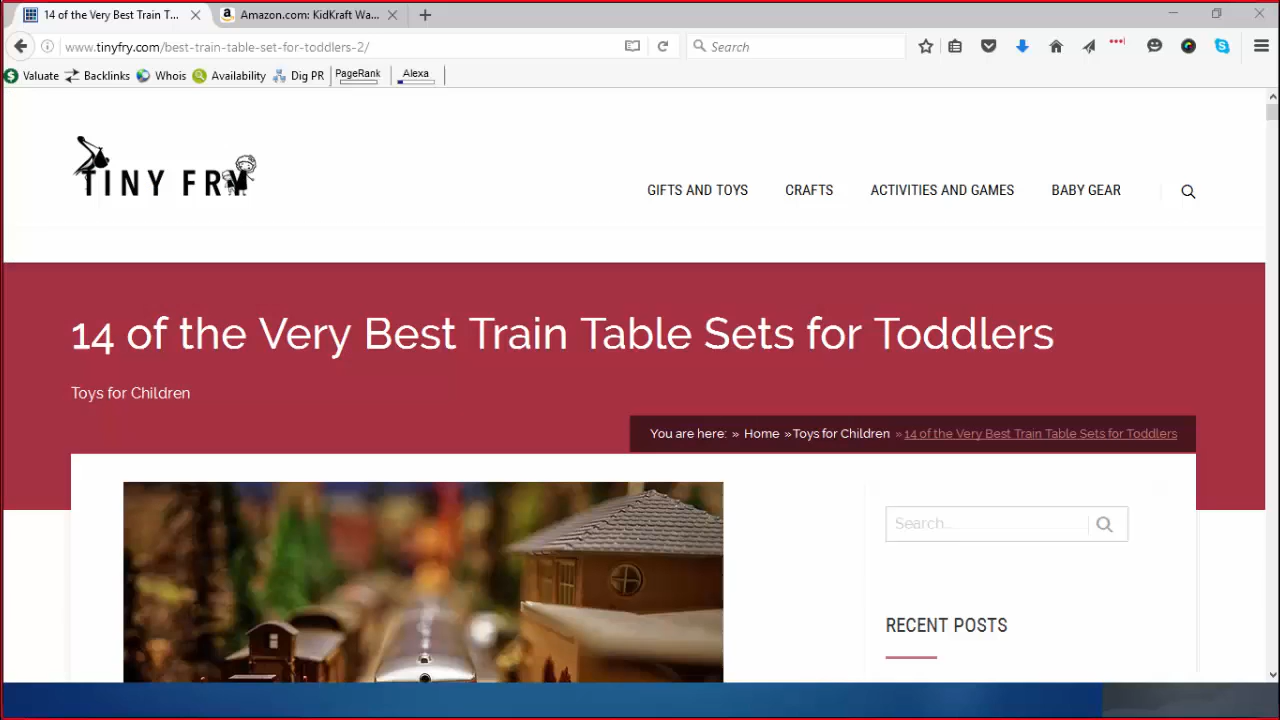 14 of the Very Best Train T...
Amazon.com: KidKraft Wa...
www.tinyfry.com/best-train-table-set-for-toddlers-2/
Search
Valuate
Backlinks
Whois
Availability
Dig PR
PageRank
Alexa
TINY FRY
GIFTS AND TOYS
CRAFTS
ACTIVITIES AND GAMES
BABY GEAR
14 of the Very Best Train Table Sets for Toddlers
Toys for Children
You are here: » Home »Toys for Children » 14 of the Very Best Train Table Sets for Toddlers
Search...
RECENT POSTS